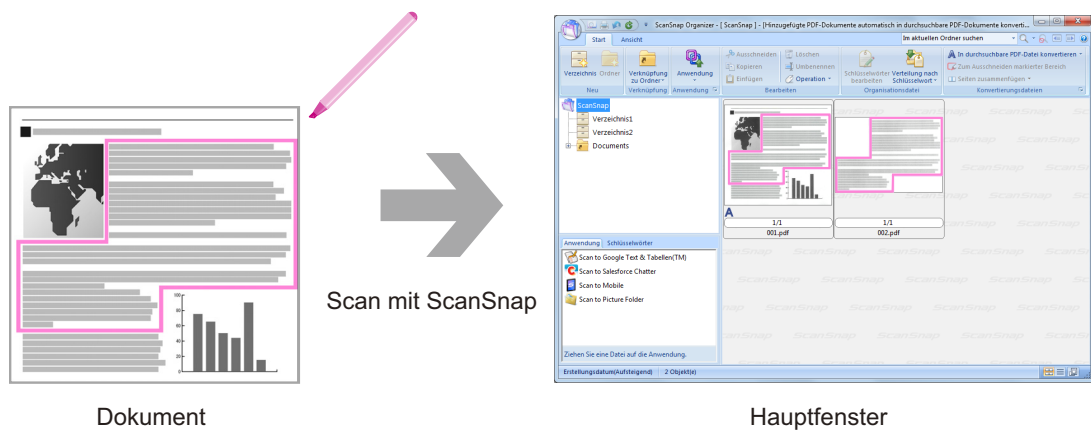 ScanSnap Organizer - [ ScanSnap ] - [Hinzugefügte PDF-Dokumente automatisch in durchsuchbare PDF-Dokumente konverti...
Start Ansicht Im aktuellen Ordner suchen
Verzeichnis Ordner
Neu
Verknüpfung zu Ordner
Verknüpfung
Anwendung
Anwendung
Ausschneiden Löschen
Kopieren Umbenennen
Einfügen Operation
Bearbeiten
Schlüsselwörter bearbeiten
Verteilung nach Schlüsselwort
Organisationsdatei
In durchsuchbare PDF-Datei konvertieren
Zum Ausschneiden markierter Bereich
Seiten zusammenfügen
Konvertierungsdateien
ScanSnap
Verzeichnis1
Verzeichnis2
Documents
A
1/1 1/1
001.pdf 002.pdf
Anwendung Schlüsselwörter
Scan to Google Text & Tabellen(TM)
Scan to Salesforce Chatter
Scan to Mobile
Scan to Picture Folder
Ziehen Sie eine Datei auf die Anwendung.
Erstellungsdatum(Aufsteigend) 2 Objekt(e)
100
80
60
40
20
Scan mit ScanSnap
Dokument Hauptfenster